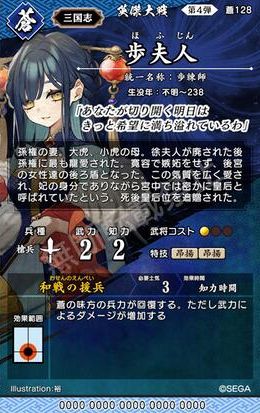 蒼
三国志
英傑大戦
第4弾
蒼128
ほふじん
歩夫人
統一名称：歩練師
生没年：不明～238
「あなたが切り開く明日は
きっと希望に満ち溢れているわ」
孫権の妻。大虎、小虎の母。徐夫人が廃された後
孫権に最も寵愛された。寛容で嫉妬をせず、後宮
の女性達の後ろ盾となった。この気質を広く愛さ
れ、妃の身分でありながら宮中では密かに皇后と
呼ばれていたという。死後皇后位を追贈された。
兵種
武力
知力
武将コスト
槍兵
2
2
特技
昂揚
昂揚
わせんのえんぺい
必要士気
効果時間
和戦の援兵
3
知力時間
効果範囲
蒼の味方の兵力が回復する。ただし武力に
よるダメージが増加する
Illustration:裕
©SEGA
0000-0000-0000-0000-0000